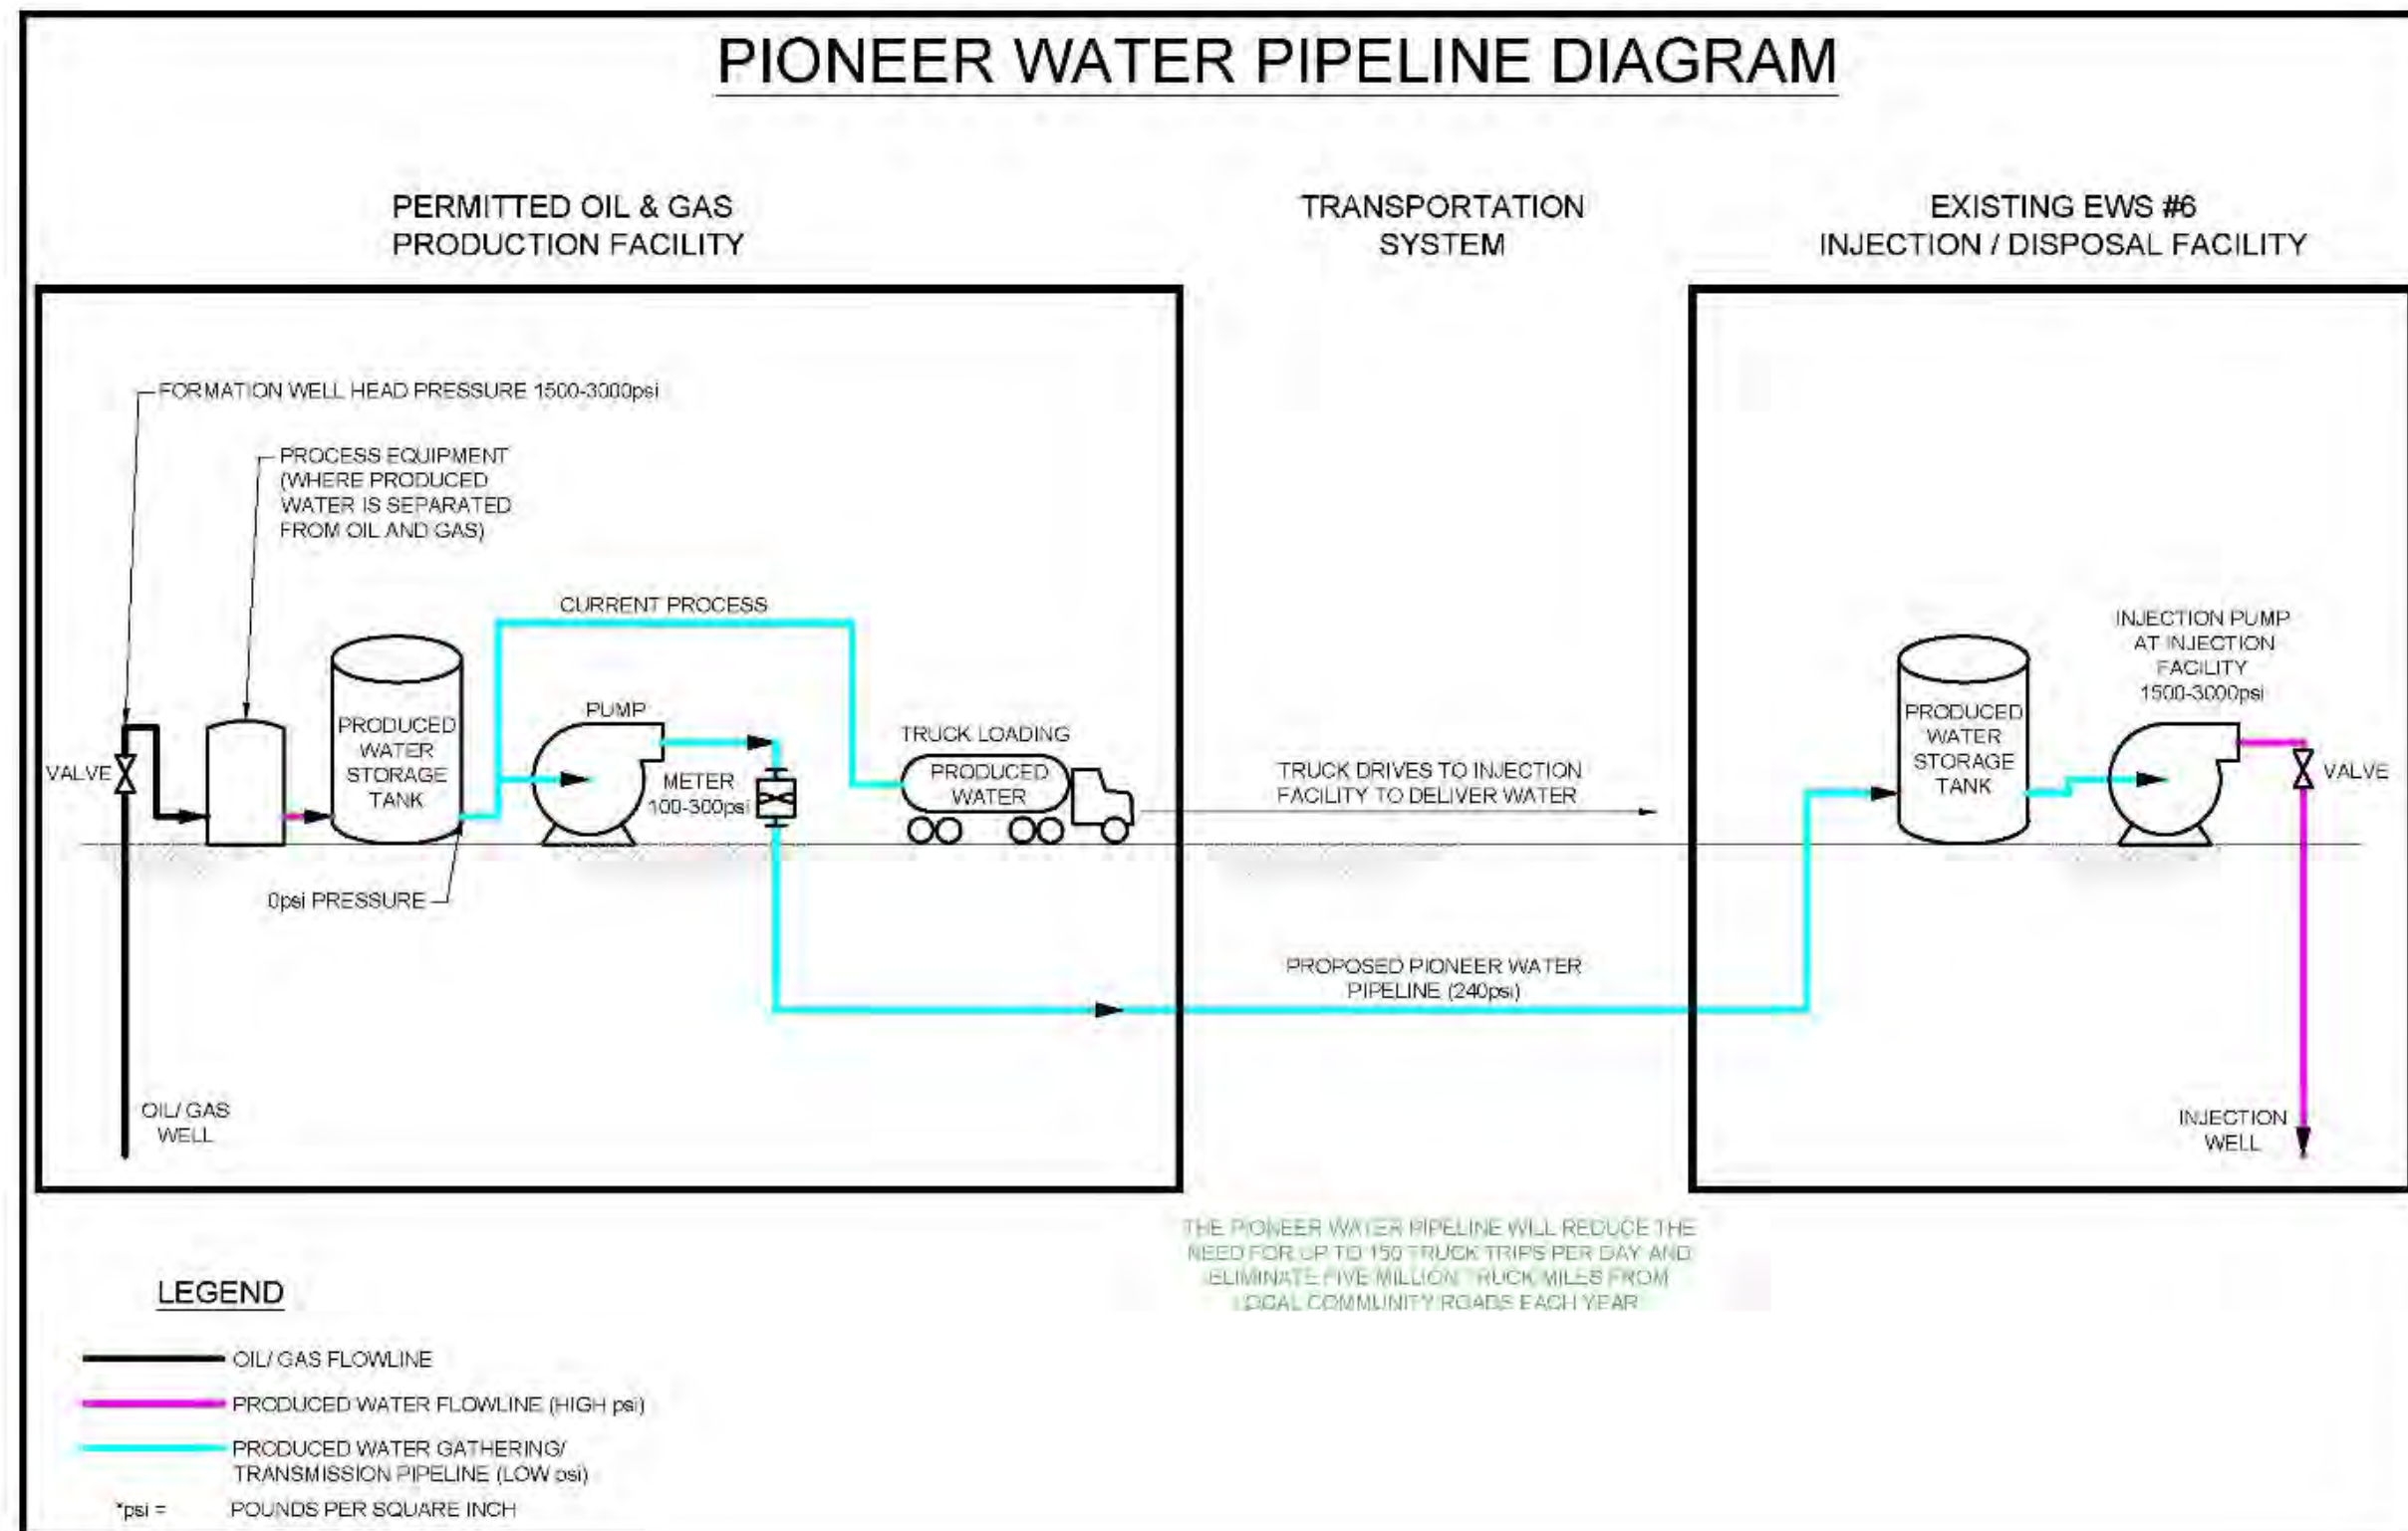 PIONEER WATER PIPELINE DIAGRAM
PERMITTED OIL & GAS
PRODUCTION FACILITY
TRANSPORTATION
SYSTEM
EXISTING EWS #6
INJECTION / DISPOSAL FACILITY
FORMATION WELL HEAD PRESSURE 1500-3000psi
PROCESS EQUIPMENT
(WHERE PRODUCED
WATER IS SEPARATED
FROM OIL AND GAS)
CURRENT PROCESS
VALVE
PRODUCED
WATER
STORAGE
TANK
PUMP
METER
100-300psi
TRUCK LOADING
PRODUCED
WATER
0psi PRESSURE
OIL/ GAS
WELL
TRUCK DRIVES TO INJECTION
FACILITY TO DELIVER WATER
PROPOSED PIONEER WATER
PIPELINE (240psi)
PRODUCED
WATER
STORAGE
TANK
INJECTION PUMP
AT INJECTION
FACILITY
1500-3000psi
VALVE
INJECTION
WELL
THE PIONEER WATER PIPELINE WILL REDUCE THE
NEED FOR UP TO 150 TRUCK TRIPS PER DAY AND
ELIMINATE FIVE MILLION TRUCK MILES FROM
LOCAL COMMUNITY ROADS EACH YEAR
LEGEND
OIL/ GAS FLOWLINE
PRODUCED WATER FLOWLINE (HIGH psi)
PRODUCED WATER GATHERING/
TRANSMISSION PIPELINE (LOW psi)
*psi = POUNDS PER SQUARE INCH